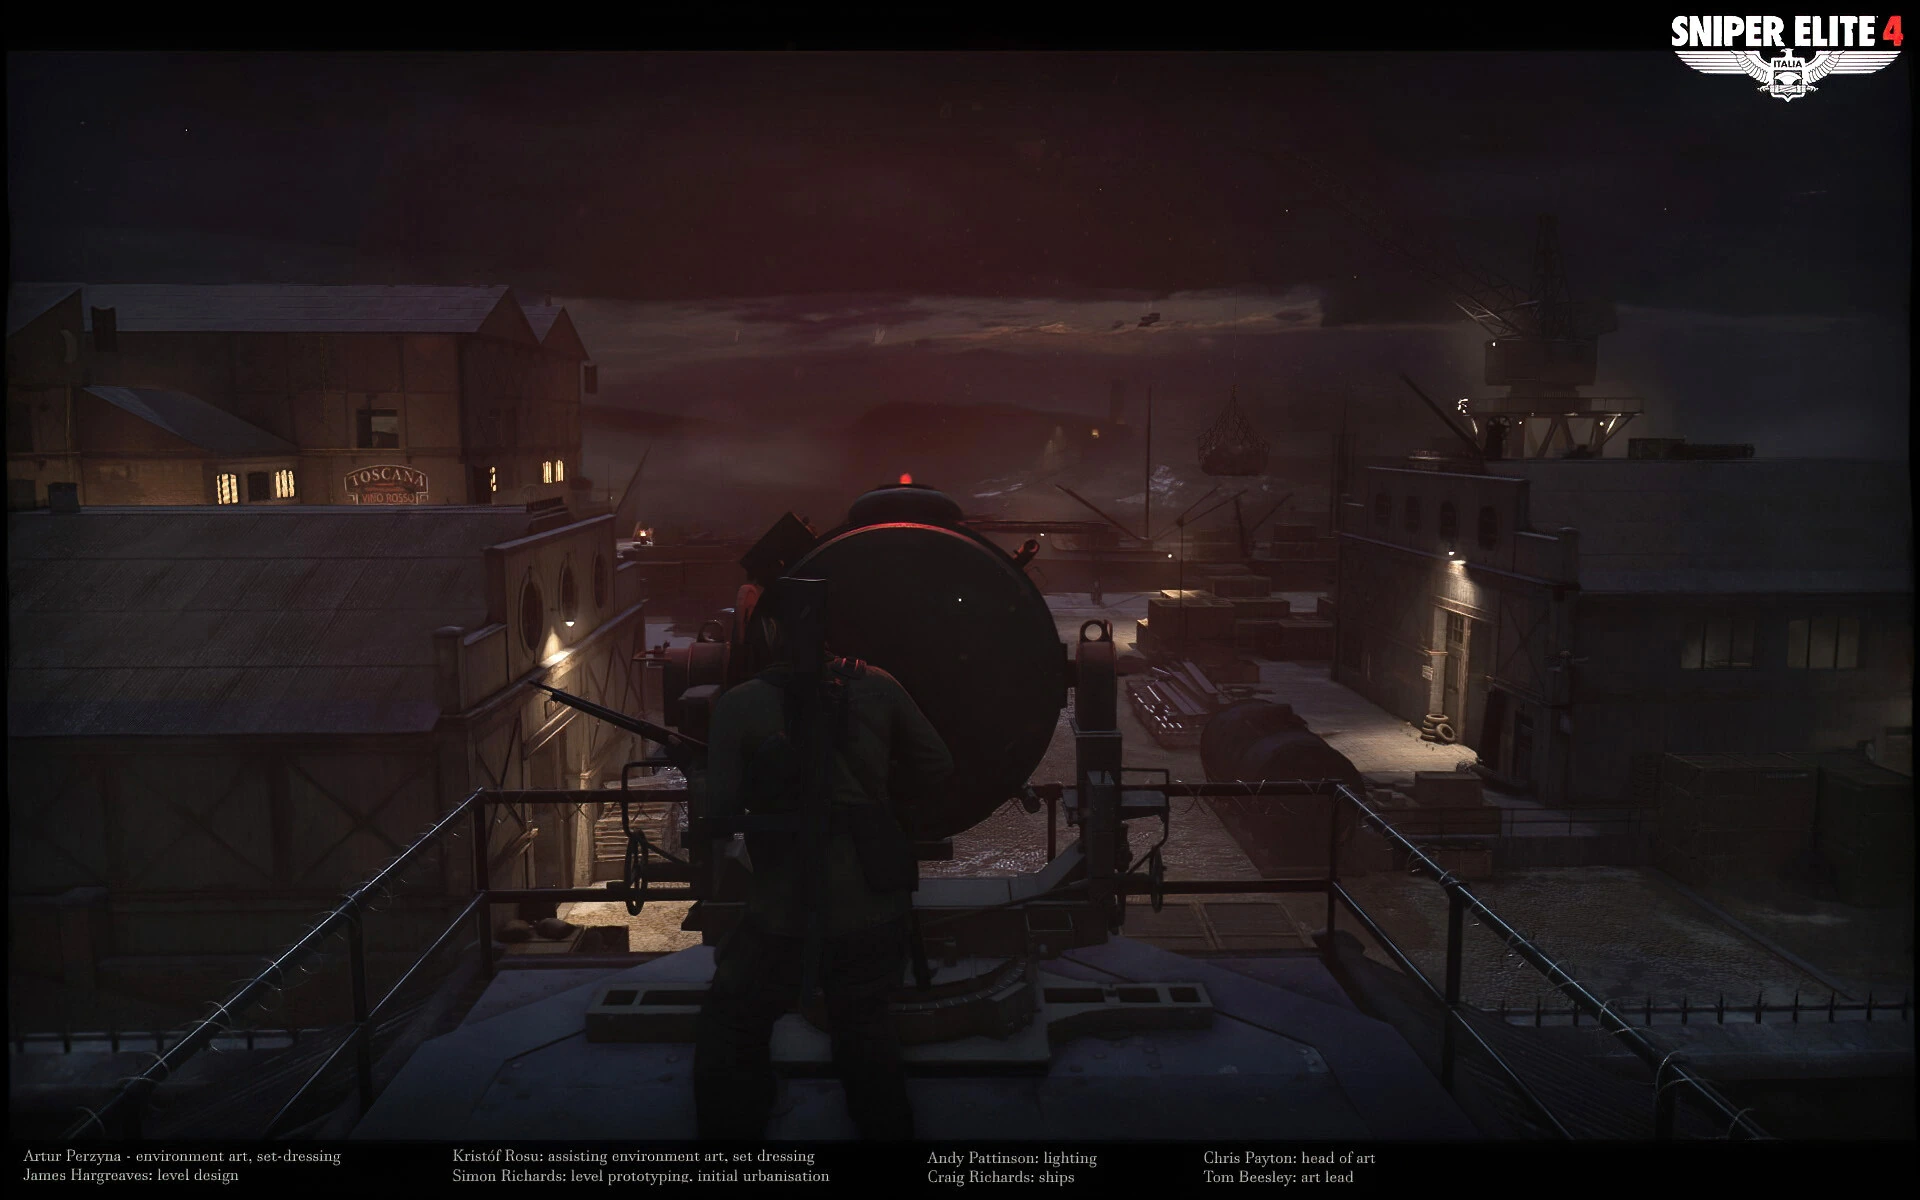 SNIPER ELITE 4
ITALIA
TOSCANA
VINO ROSSO
Artur Perzyna - environment art, set-dressing
James Hargreaves: level design
Kristóf Rosu: assisting environment art, set dressing
Simon Richards: level prototyping. initial urbanisation
Andy Pattinson: lighting
Craig Richards: ships
Chris Payton: head of art
Tom Beesley: art lead